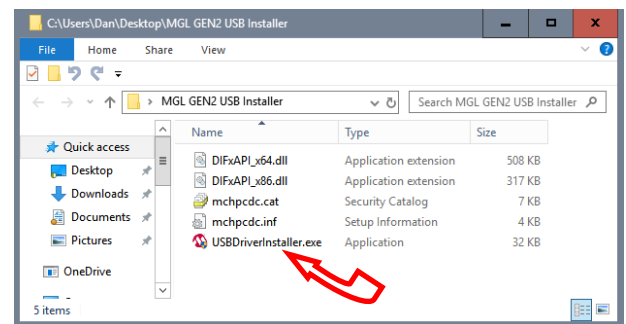 C:\Users\Dan\Desktop\MGL GEN2 USB Installer
File Home Share View
MGL GEN2 USB Installer Search MGL GEN2 USB Installer
Name Type Size
Quick access
DIFxAPI_x64.dll Application extension 508 KB
Desktop
DIFxAPI_x86.dll Application extension 317 KB
Downloads
mchpcdc.cat Security Catalog 7 KB
Documents
mchpcdc.inf Setup Information 4 KB
Pictures
USBDriverInstaller.exe Application 32 KB
OneDrive
5 items